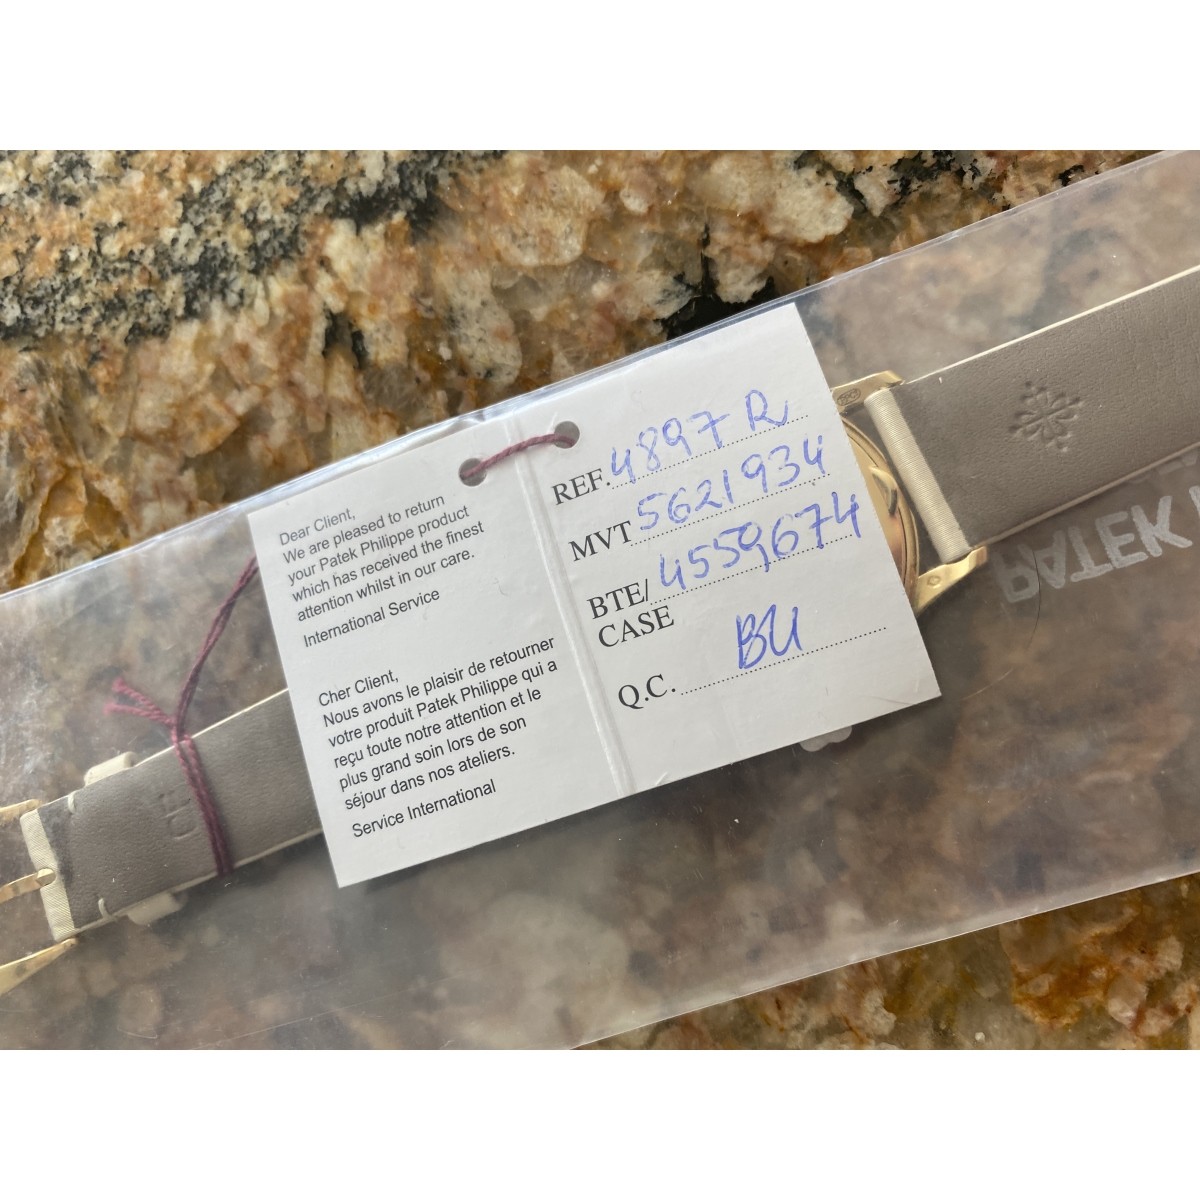 Dear Client,
We are pleased to return
your Patek Philippe product
which has received the finest
attention whilst in our care.
International Service
Cher Client,
Nous avons le plaisir de retourner
votre produit Patek Philippe qui a
reçu toute notre attention et le
plus grand soin lors de son
séjour dans nos ateliers.
Service International
REF. 4897 R
MVT 5621934
BTE/ 4559674
CASE
Q.C. BU
PATEK